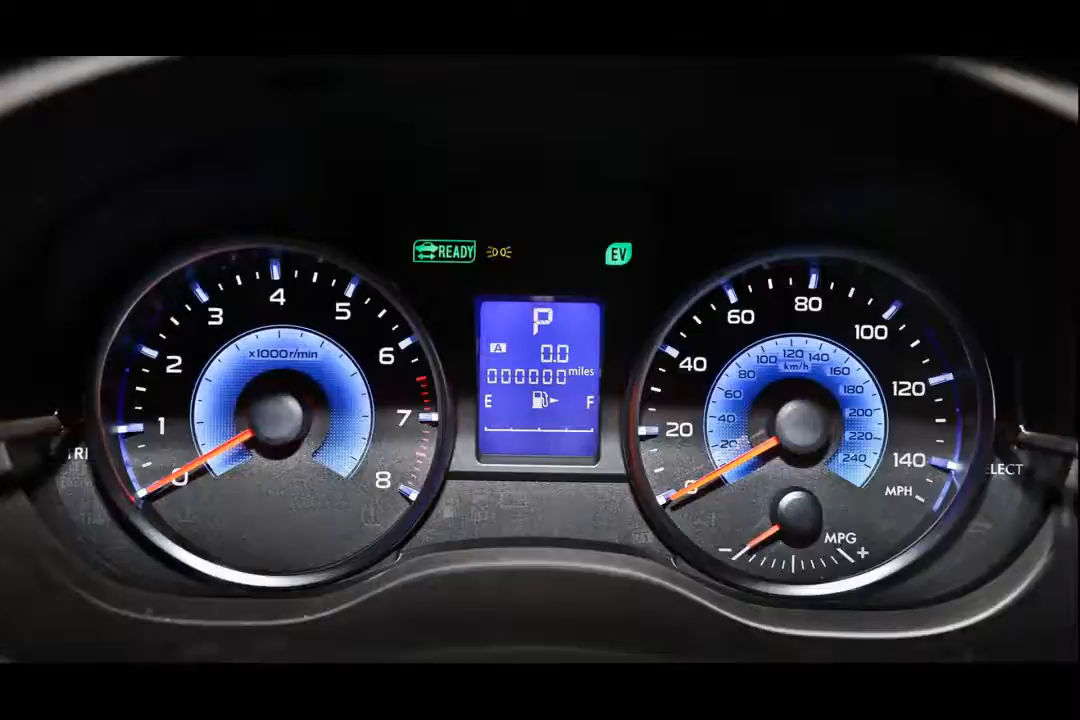 READY
EV
P
A
0.0
000000 miles
E F
0 1 2 3 4 5 6 7 8
x1000r/min
20 40 60 80 100 120 140
MPH
20 40 60 80 100 120 140 160 180 200 220 240
km/h
MPG
- +
ELECT